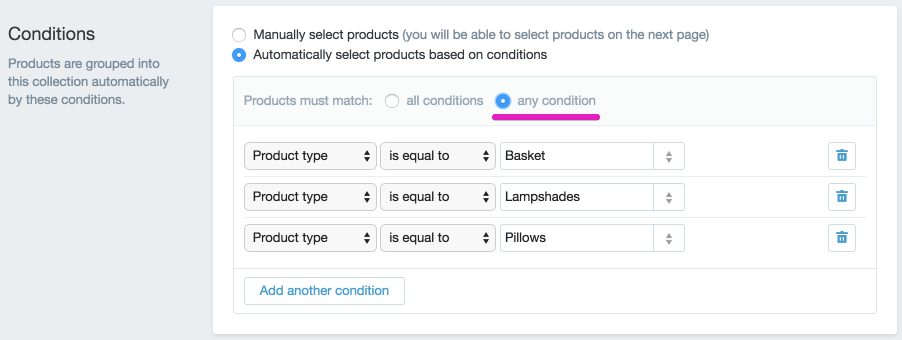 Conditions
Products are grouped into
this collection automatically
by these conditions.
Manually select products (you will be able to select products on the next page)
Automatically select products based on conditions
Products must match: all conditions any condition
Product type is equal to Basket
Product type is equal to Lampshades
Product type is equal to Pillows
Add another condition